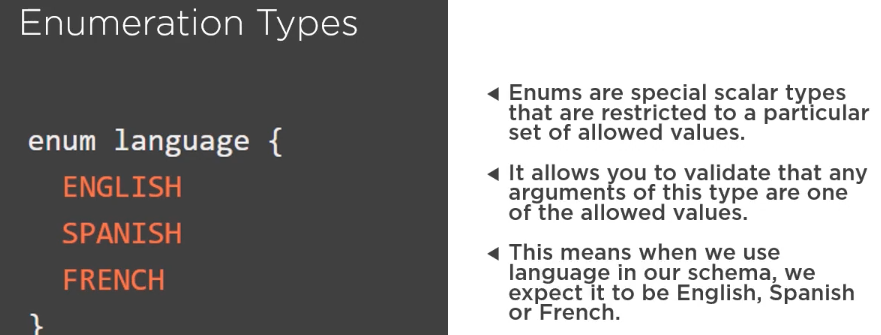 Enumeration Types
enum language {
ENGLISH
SPANISH
FRENCH
}
Enums are special scalar types
that are restricted to a particular
set of allowed values.
It allows you to validate that any
arguments of this type are one
of the allowed values.
This means when we use
language in our schema, we
expect it to be English, Spanish
or French.